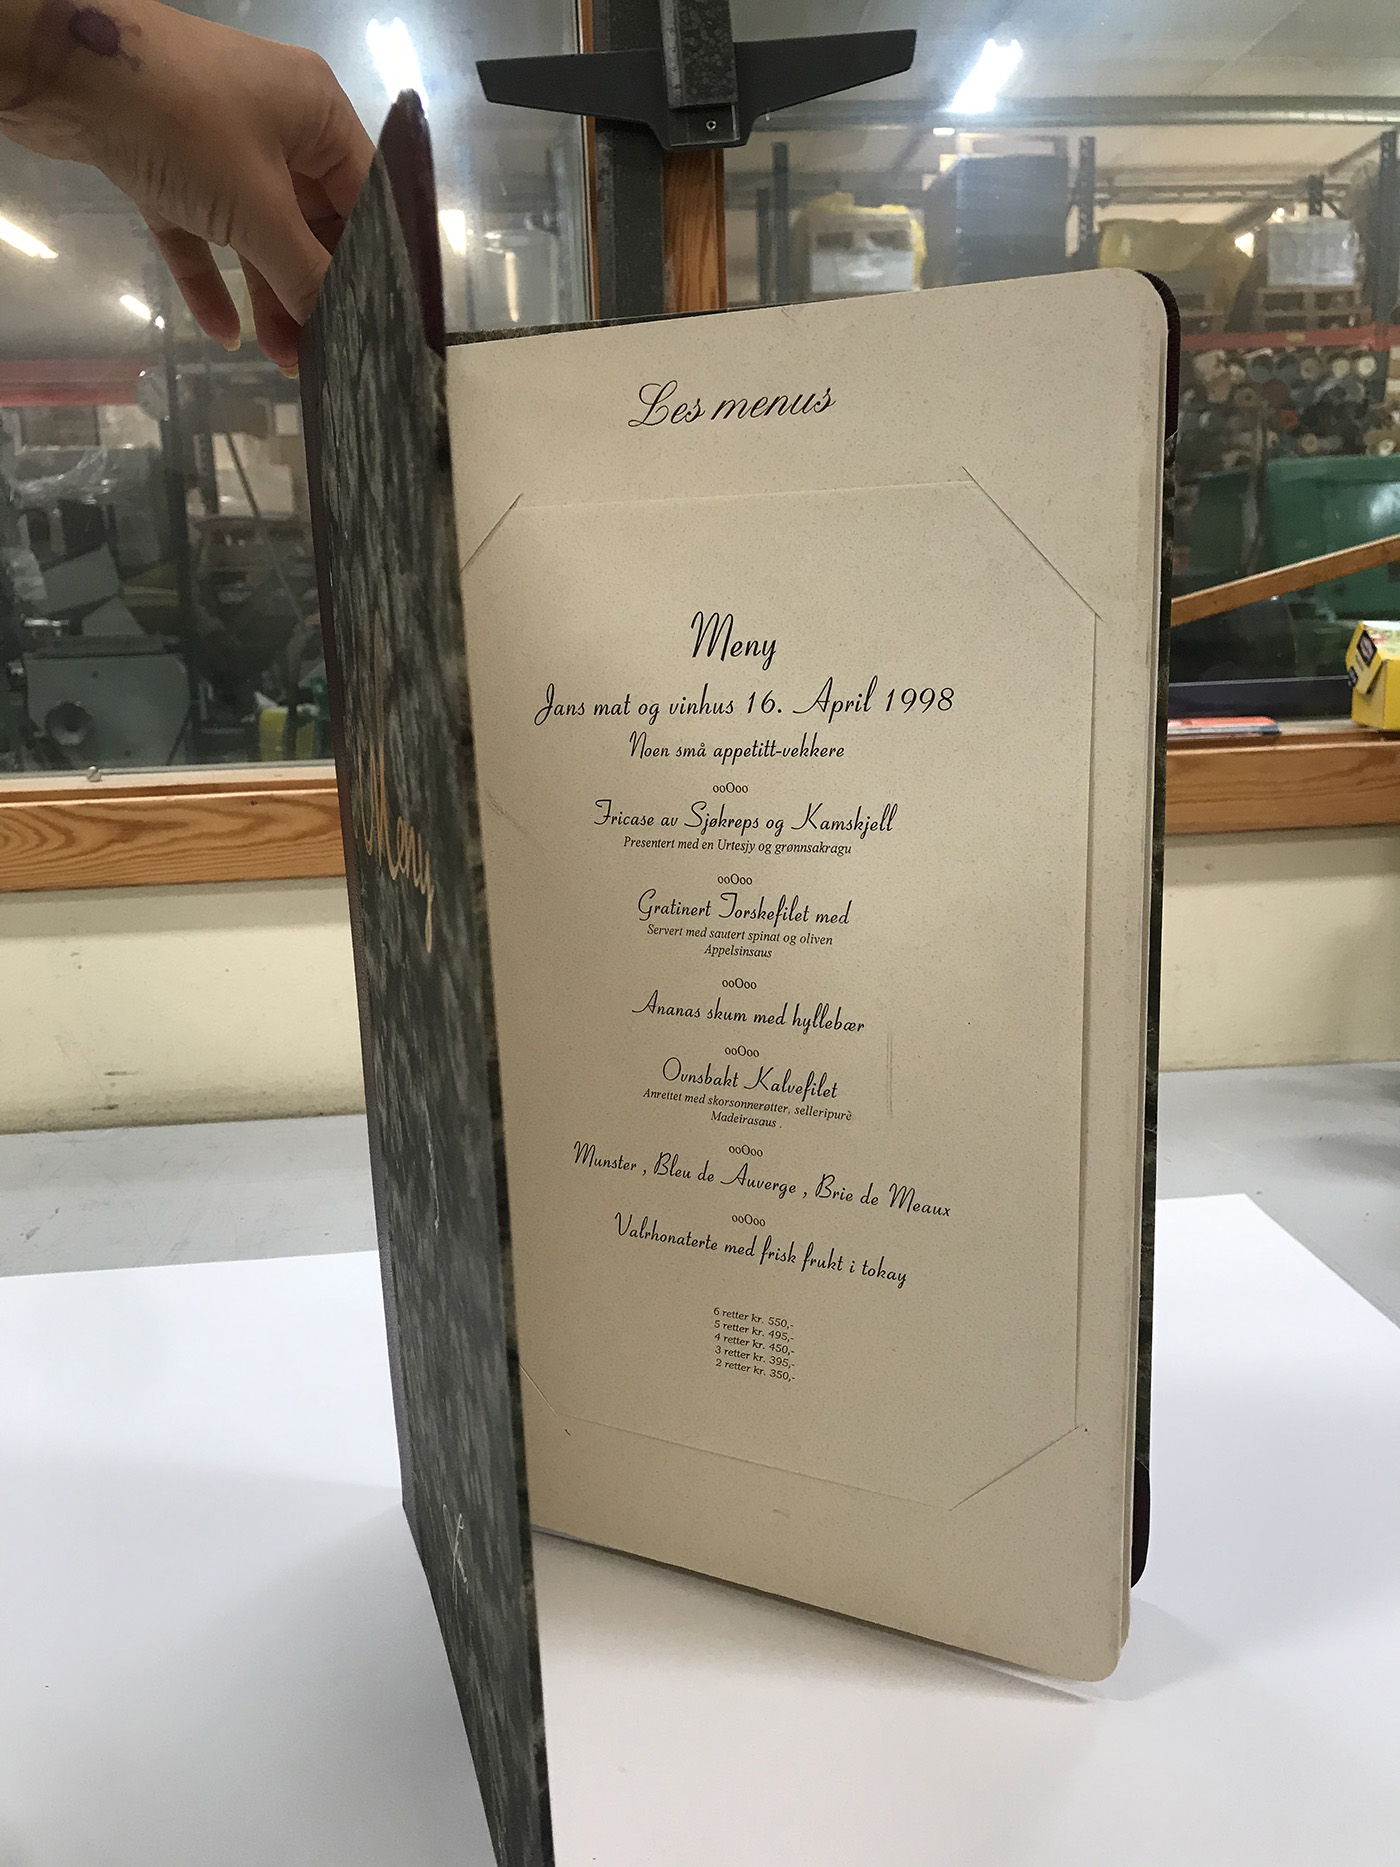 Les menus
Meny
Jans mat og vinhus 16. April 1998
Noen små appetitt-vekkere
ooOoo
Fricase av Sjøkreps og Kamskjell
Presentert med en Urtesjy og grønnsakragu
ooOoo
Gratinert Torskefilet med
Servert med sautert spinat og oliven
Appelsinsaus
ooOoo
Ananas skum med hyllebær
ooOoo
Ovnsbakt Kalvefilet
Anrettet med skorsonnerøtter, selleripurè
Madeirasaus .
ooOoo
Munster , Bleu de Auverge , Brie de Meaux
ooOoo
Valrhonaterte med frisk frukt i tokay
6 retter kr. 550,-
5 retter kr. 495,-
4 retter kr. 450,-
3 retter kr. 395,-
2 retter kr. 350,-
Meny